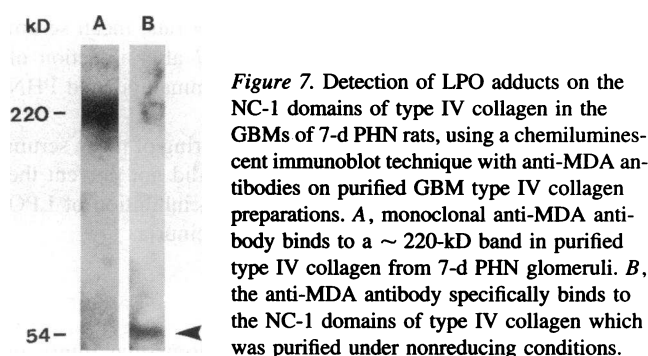 kD A B
220 –
54 –
Figure 7. Detection of LPO adducts on the
NC-1 domains of type IV collagen in the
GBMs of 7-d PHN rats, using a chemilumines-
cent immunoblot technique with anti-MDA an-
tibodies on purified GBM type IV collagen
preparations. A, monoclonal anti-MDA anti-
body binds to a ~ 220-kD band in purified
type IV collagen from 7-d PHN glomeruli. B,
the anti-MDA antibody specifically binds to
the NC-1 domains of type IV collagen which
was purified under nonreducing conditions.